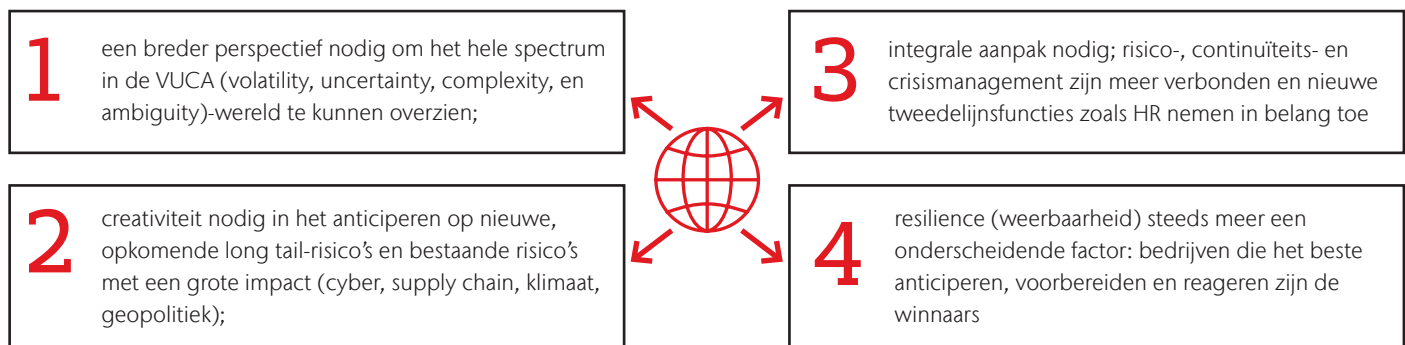 1
een breder perspectief nodig om het hele spectrum
in de VUCA (volatility, uncertainty, complexity, en
ambiguity)-wereld te kunnen overzien;
2
creativiteit nodig in het anticiperen op nieuwe,
opkomende long tail-risico’s en bestaande risico’s
met een grote impact (cyber, supply chain, klimaat,
geopolitiek);
3
integrale aanpak nodig; risico-, continuïteits- en
crisismanagement zijn meer verbonden en nieuwe
tweedelijnsfuncties zoals HR nemen in belang toe
4
resilience (weerbaarheid) steeds meer een
onderscheidende factor: bedrijven die het beste
anticiperen, voorbereiden en reageren zijn de
winnaars